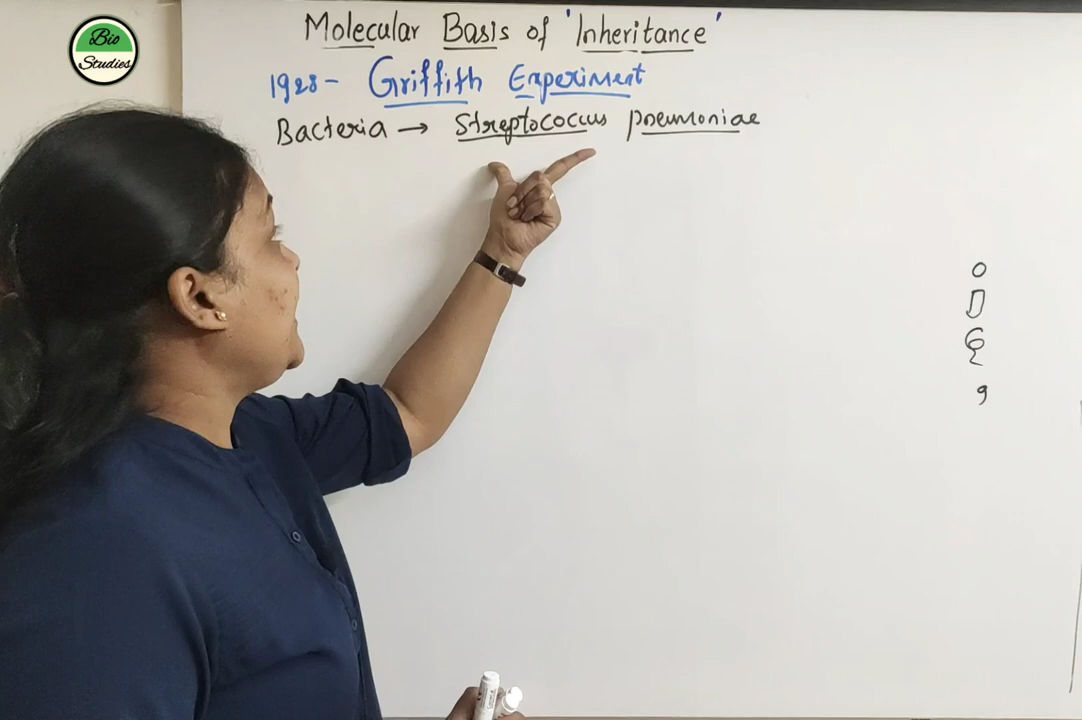 Bio
Studies
Molecular Basis of 'Inheritance'
1928- Griffith Experiment
Bacteria → Streptococcus pneumoniae